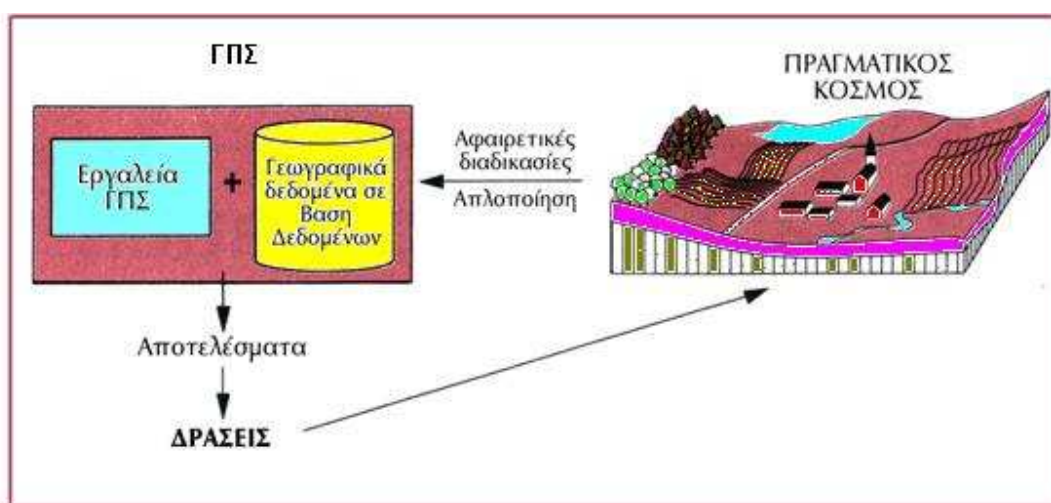 ΓΠΣ
Εργαλεία
ΓΠΣ
+
Γεωγραφικά
δεδομένα σε
Βαση
Δεδομένων
Αφαιρετικές
διαδικασίες
Απλοποίηση
ΠΡΑΓΜΑΤΙΚΟΣ
ΚΟΣΜΟΣ
Αποτελέσματα
ΔΡΑΣΕΙΣ